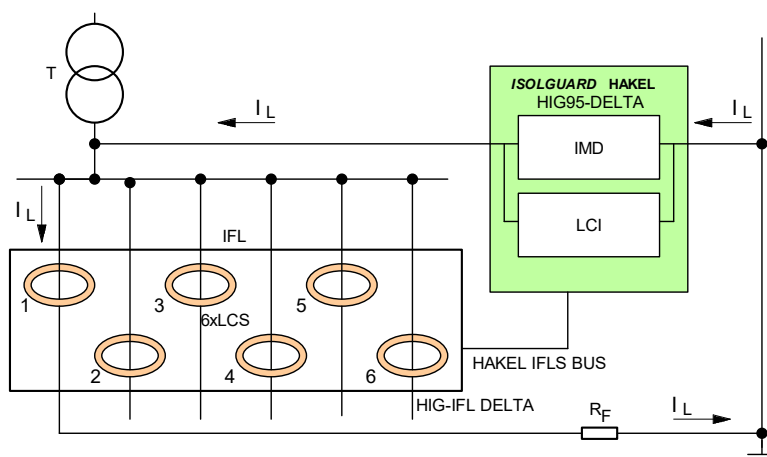 T
I L
ISOLGUARD HAKEL
HIG95-DELTA
I L
IMD
I L
IFL
LCI
1
3
5
6xLCS
2
4
6
HAKEL IFLS BUS
HIG-IFL DELTA
RF
I L